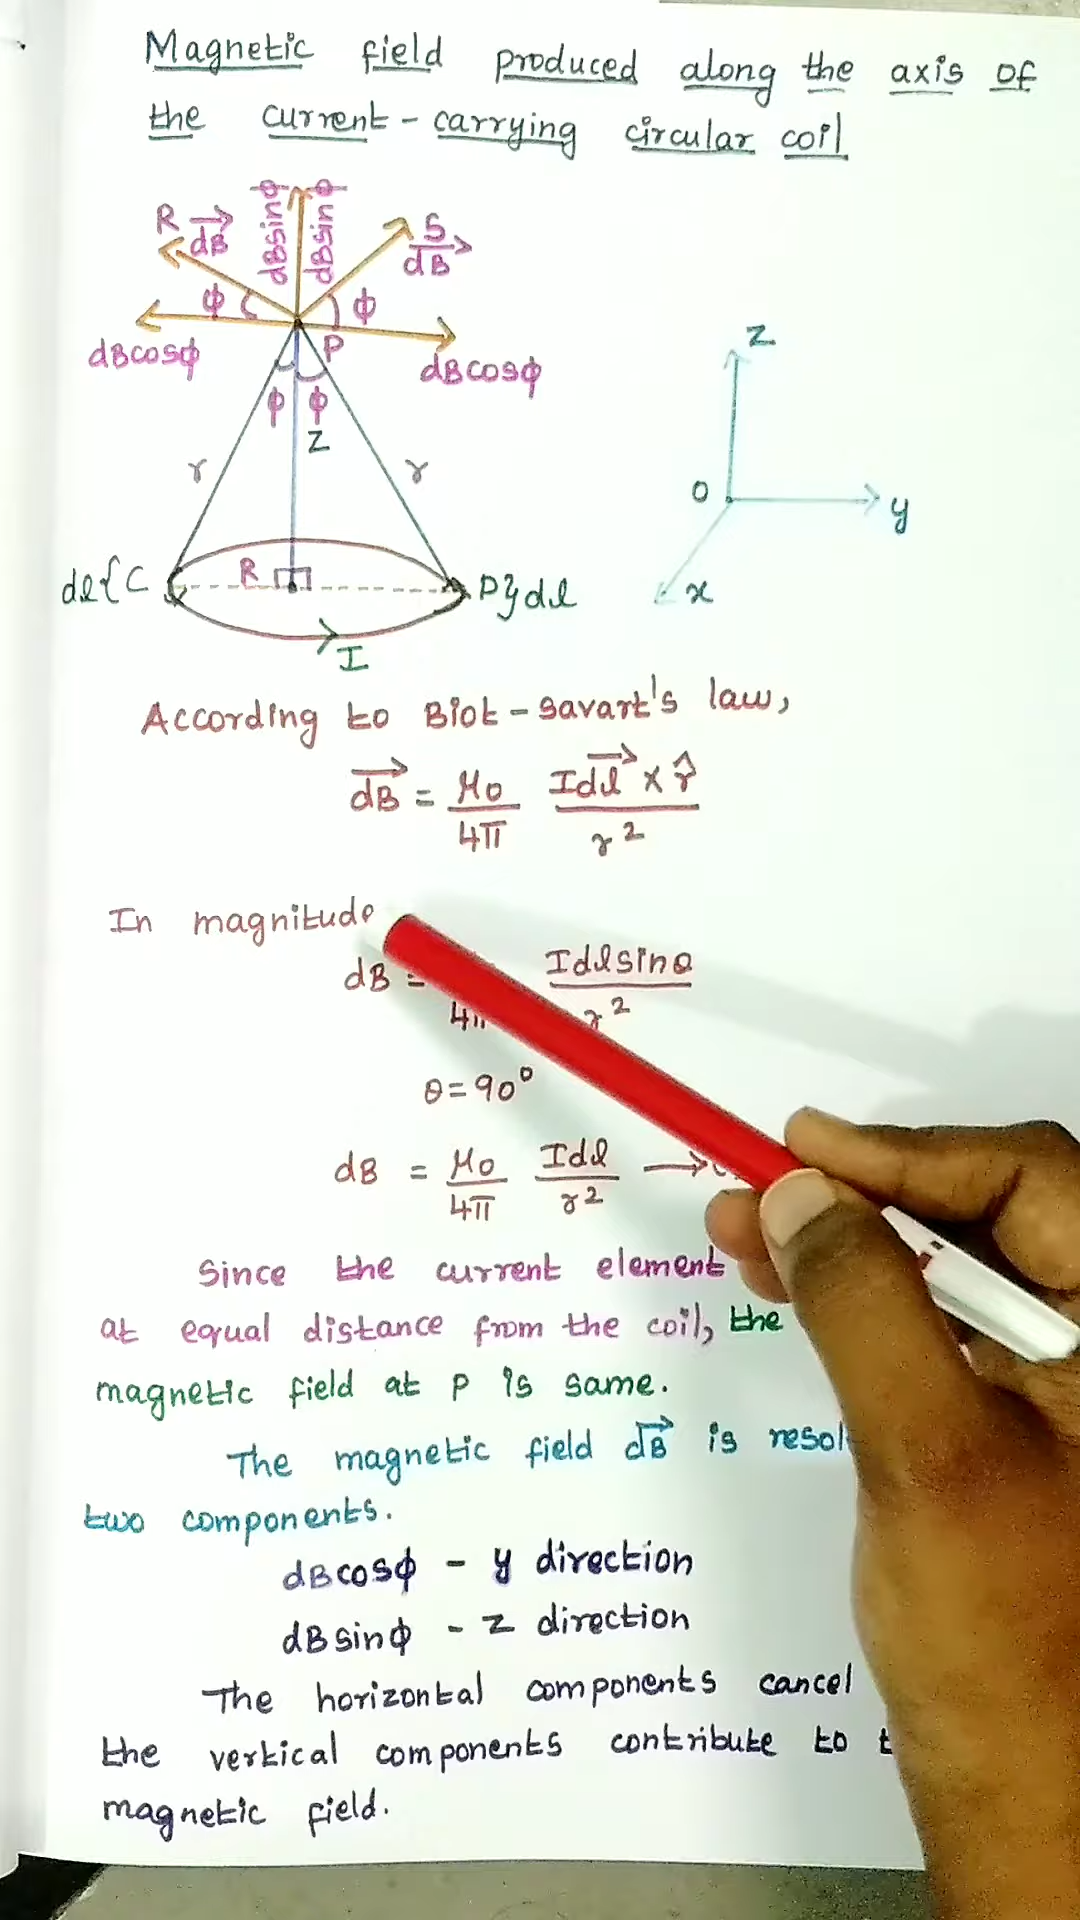 Magnetic field produced along the axis of
the current-carrying circular coil
dBsinϕ dBsinϕ
R dB→ S dB→
ϕ ϕ
dBcosϕ P dBcosϕ
ϕ ϕ
Z
r r
dl{C R D}dl
I
Z
O y
x
According to Biot-Savart's law,
dB→ = μ0/4π Idl→ × r̂/r²
In magnitude
dB = 4π Idlsinθ/r²
θ=90°
dB = μ0/4π Idl/r² →
Since the current element
at equal distance from the coil, the
magnetic field at P is same.
The magnetic field dB→ is
two components.
dBcosϕ - y direction
dBsinϕ - z direction
The horizontal components cancel
the vertical components contribute to
magnetic field.